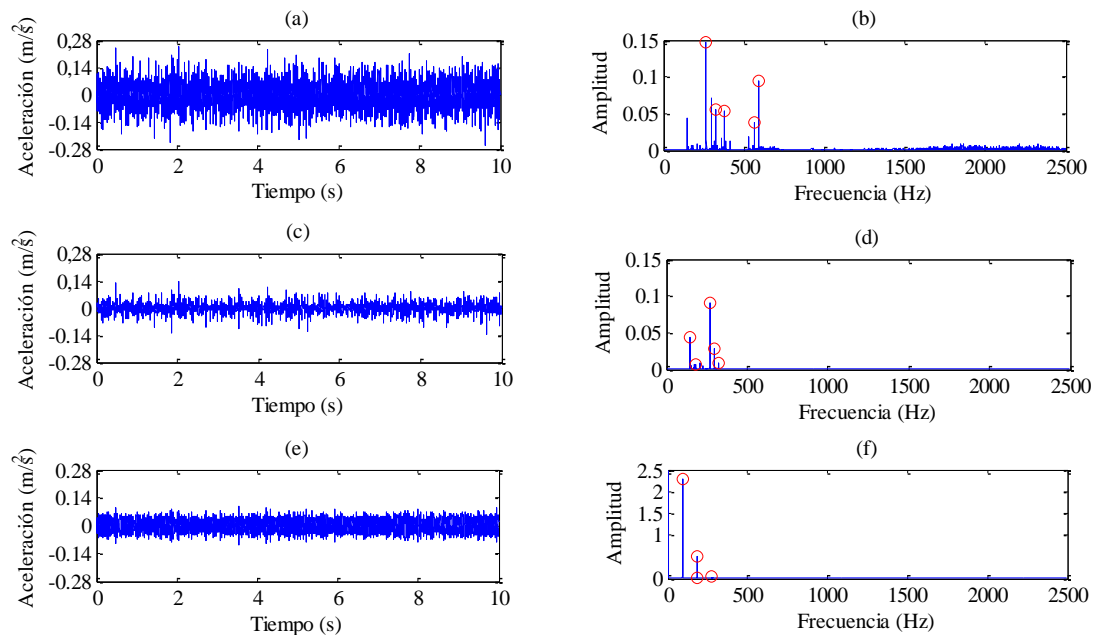 (a)
Aceleración (m/s²)
0,28
0,14
0
-0.14
-0.28
0 2 4 6 8 10
Tiempo (s)
(b)
Amplitud
0.15
0.1
0.05
0
0 500 1000 1500 2000 2500
Frecuencia (Hz)
(c)
Aceleración (m/s²)
0,28
0,14
0
-0.14
-0.28
0 2 4 6 8 10
Tiempo (s)
(d)
Amplitud
0.15
0.1
0.05
0
0 500 1000 1500 2000 2500
Frecuencia (Hz)
(e)
Aceleración (m/s²)
0,28
0,14
0
-0.14
-0.28
0 2 4 6 8 10
Tiempo (s)
(f)
Amplitud
2.5
2
1
0
0 500 1000 1500 2000 2500
Frecuencia (Hz)